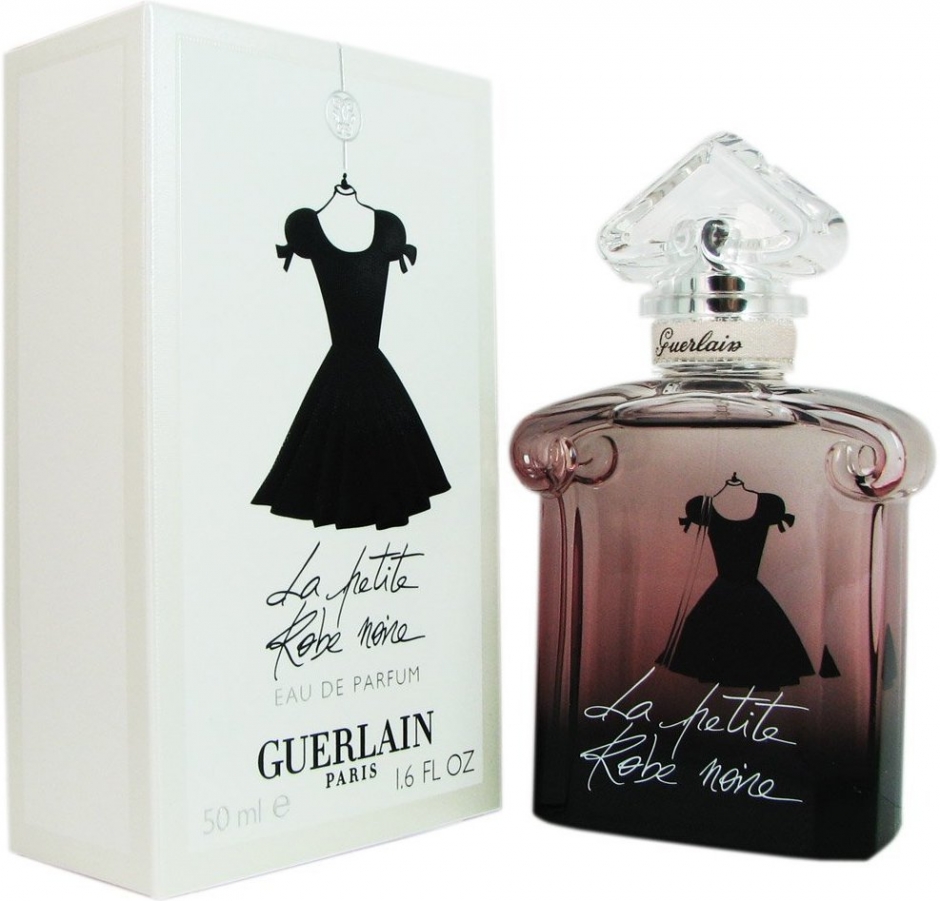 La petite
Robe noire
EAU DE PARFUM
GUERLAIN
PARIS
1.6 FL OZ
50 ml e
Guerlain
La petite
Robe noire